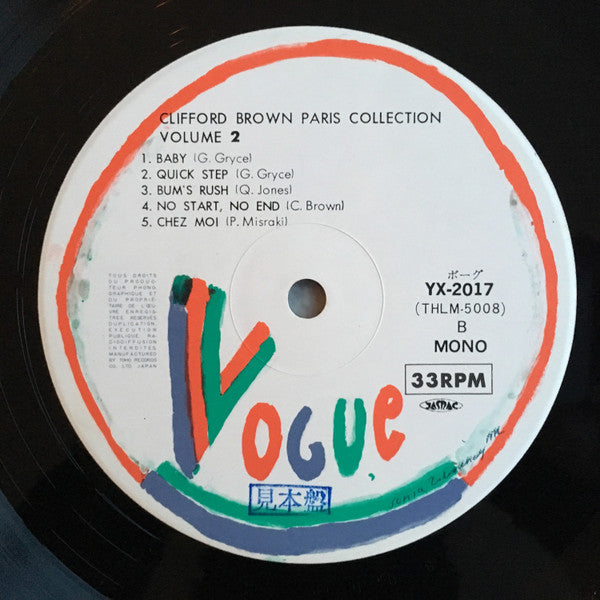 CLIFFORD BROWN PARIS COLLECTION
VOLUME 2
1. BABY (G. Gryce)
2. QUICK STEP (G. Gryce)
3. BUM'S RUSH (Q. Jones)
4. NO START, NO END (C. Brown)
5. CHEZ MOI (P. Misraki)
TOUS DROITS
DU PRODUC-
TEUR PHONO-
GRAPHIQUE ET
DU PROPRIE-
TAIRE DE L'ŒU-
VRE ENREGIS-
TREE RESERVES
DUPLICATION,
EXECUTION
PUBLIQUE, RA-
DIODIFFUSION
INTERDITES.
MANUFACTURED
BY TOHO RECORDS
CO., LTD. JAPAN
ボーグ
YX-2017
(THLM-5008)
B
MONO
33RPM
JASRAC
VOGUE
見本盤